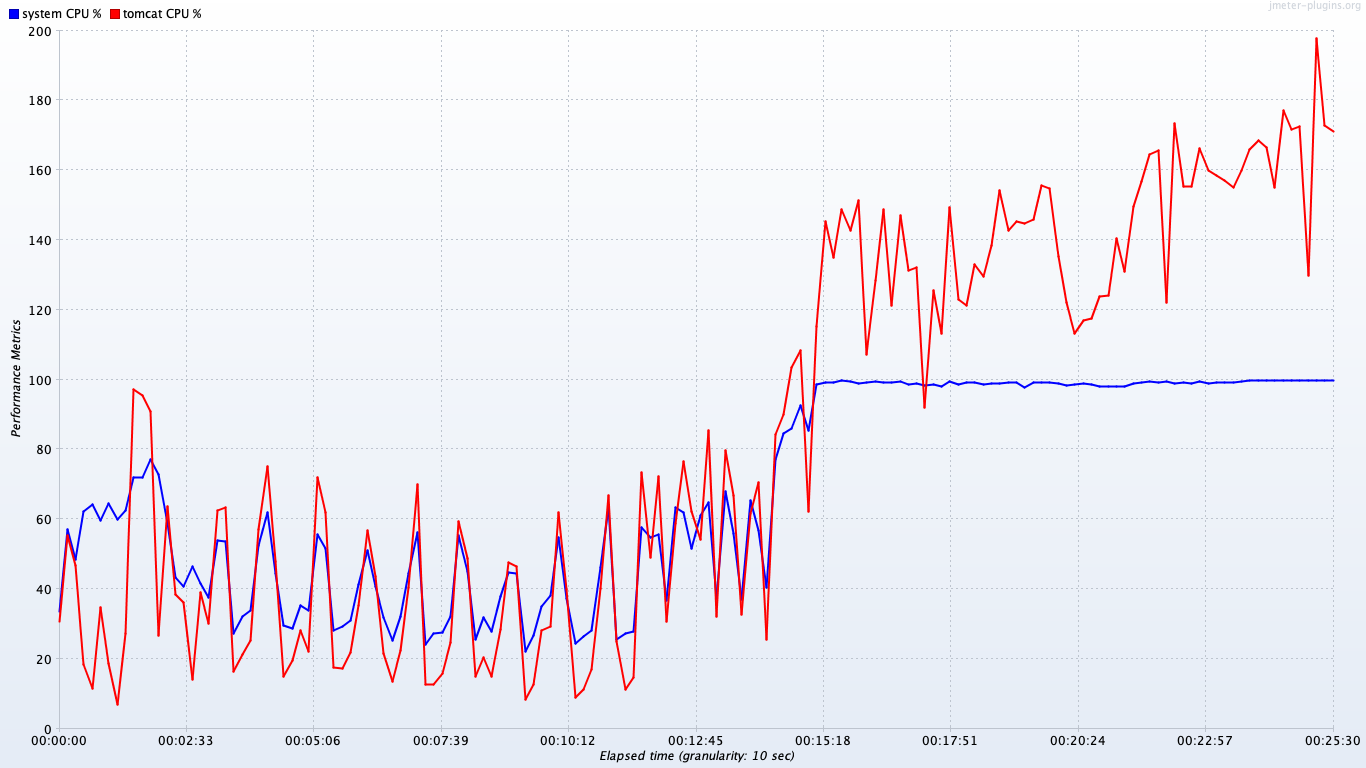 jmeter-plugins.org
system CPU % tomcat CPU %
200
180
160
140
120
100
80
60
40
20
0
Performance Metrics
00:00:00 00:02:33 00:05:06 00:07:39 00:10:12 00:12:45 00:15:18 00:17:51 00:20:24 00:22:57 00:25:30
Elapsed time (granularity: 10 sec)